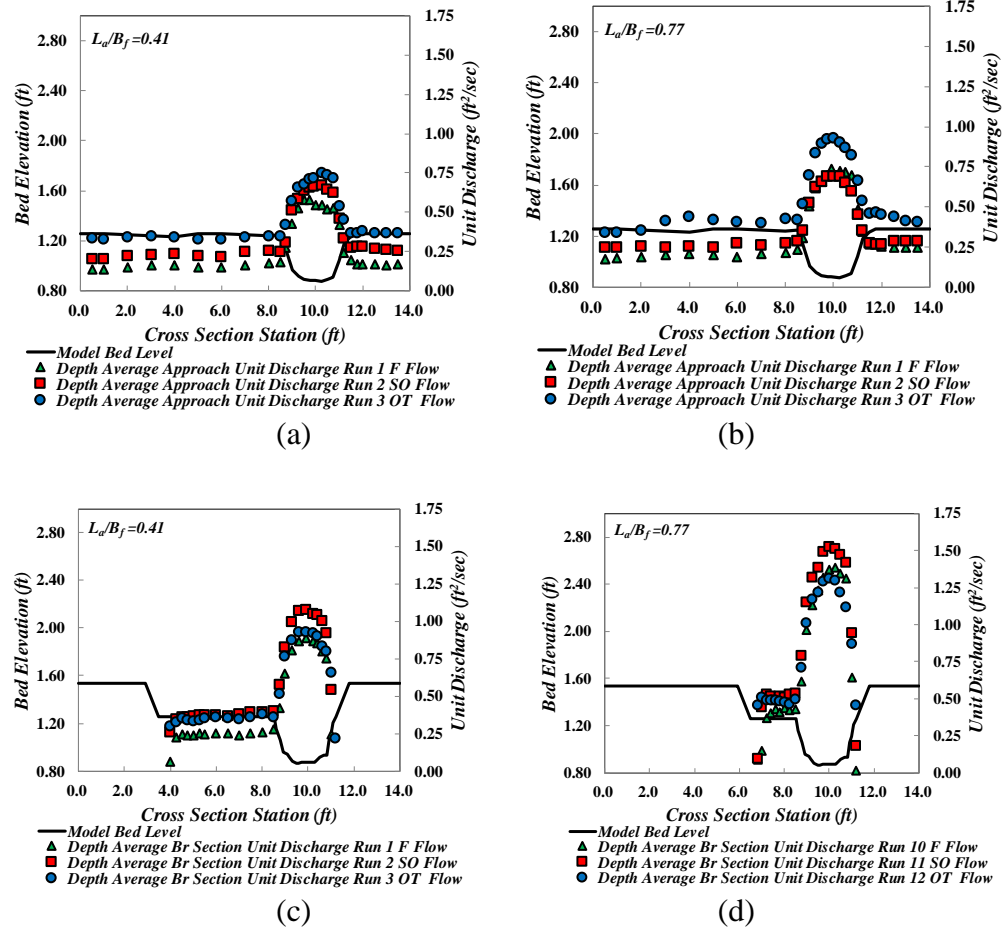 (a)
L_a/B_f=0.41
Bed Elevation (ft)
2.80
2.40
2.00
1.60
1.20
0.80
1.75
1.50
1.25
1.00
0.75
0.50
0.25
0.00
Unit Discharge (ft²/sec)
0.0 2.0 4.0 6.0 8.0 10.0 12.0 14.0
Cross Section Station (ft)
Model Bed Level
Depth Average Approach Unit Discharge Run 1 F Flow
Depth Average Approach Unit Discharge Run 2 SO Flow
Depth Average Approach Unit Discharge Run 3 OT Flow
(a)
(b)
L_a/B_f=0.77
Bed Elevation (ft)
2.80
2.40
2.00
1.60
1.20
0.80
1.75
1.50
1.25
1.00
0.75
0.50
0.25
0.00
Unit Discharge (ft²/sec)
0.0 2.0 4.0 6.0 8.0 10.0 12.0 14.0
Cross Section Station (ft)
Model Bed Level
Depth Average Approach Unit Discharge Run 1 F Flow
Depth Average Approach Unit Discharge Run 2 SO Flow
Depth Average Approach Unit Discharge Run 3 OT Flow
(b)
(c)
L_a/B_f=0.41
Bed Elevation (ft)
2.80
2.40
2.00
1.60
1.20
0.80
1.75
1.50
1.25
1.00
0.75
0.50
0.25
0.00
Unit Discharge (ft²/sec)
0.0 2.0 4.0 6.0 8.0 10.0 12.0 14.0
Cross Section Station (ft)
Model Bed Level
Depth Average Br Section Unit Discharge Run 1 F Flow
Depth Average Br Section Unit Discharge Run 2 SO Flow
Depth Average Br Section Unit Discharge Run 3 OT Flow
(c)
(d)
L_a/B_f=0.77
Bed Elevation (ft)
2.80
2.40
2.00
1.60
1.20
0.80
1.75
1.50
1.25
1.00
0.75
0.50
0.25
0.00
Unit Discharge (ft²/sec)
0.0 2.0 4.0 6.0 8.0 10.0 12.0 14.0
Cross Section Station (ft)
Model Bed Level
Depth Average Br Section Unit Discharge Run 10 F Flow
Depth Average Br Section Unit Discharge Run 11 SO Flow
Depth Average Br Section Unit Discharge Run 12 OT Flow
(d)